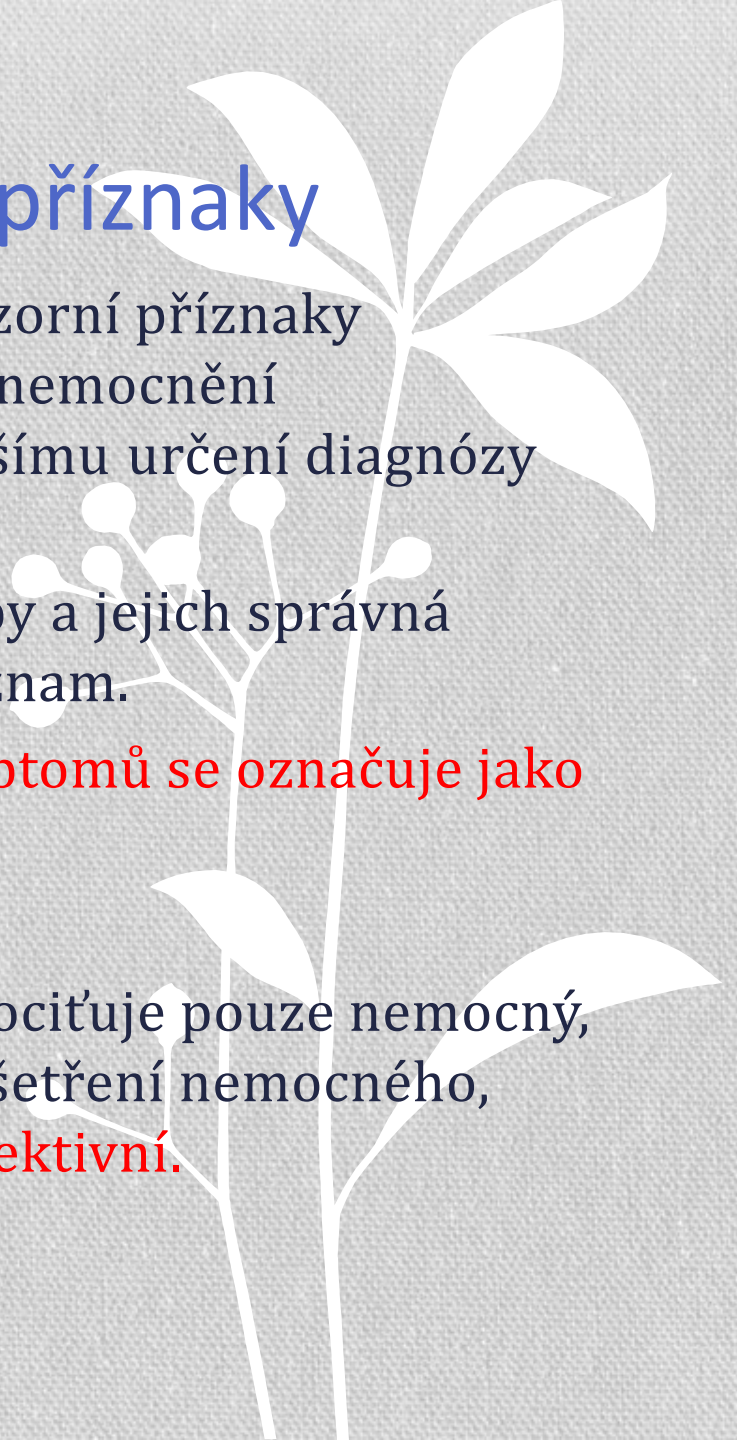 příznaky
zorní příznaky
nemocnění
šímu určení diagnózy
by a jejich správná
znam.
ptomů se označuje jako
ociťuje pouze nemocný,
šetření nemocného,
ektivní.